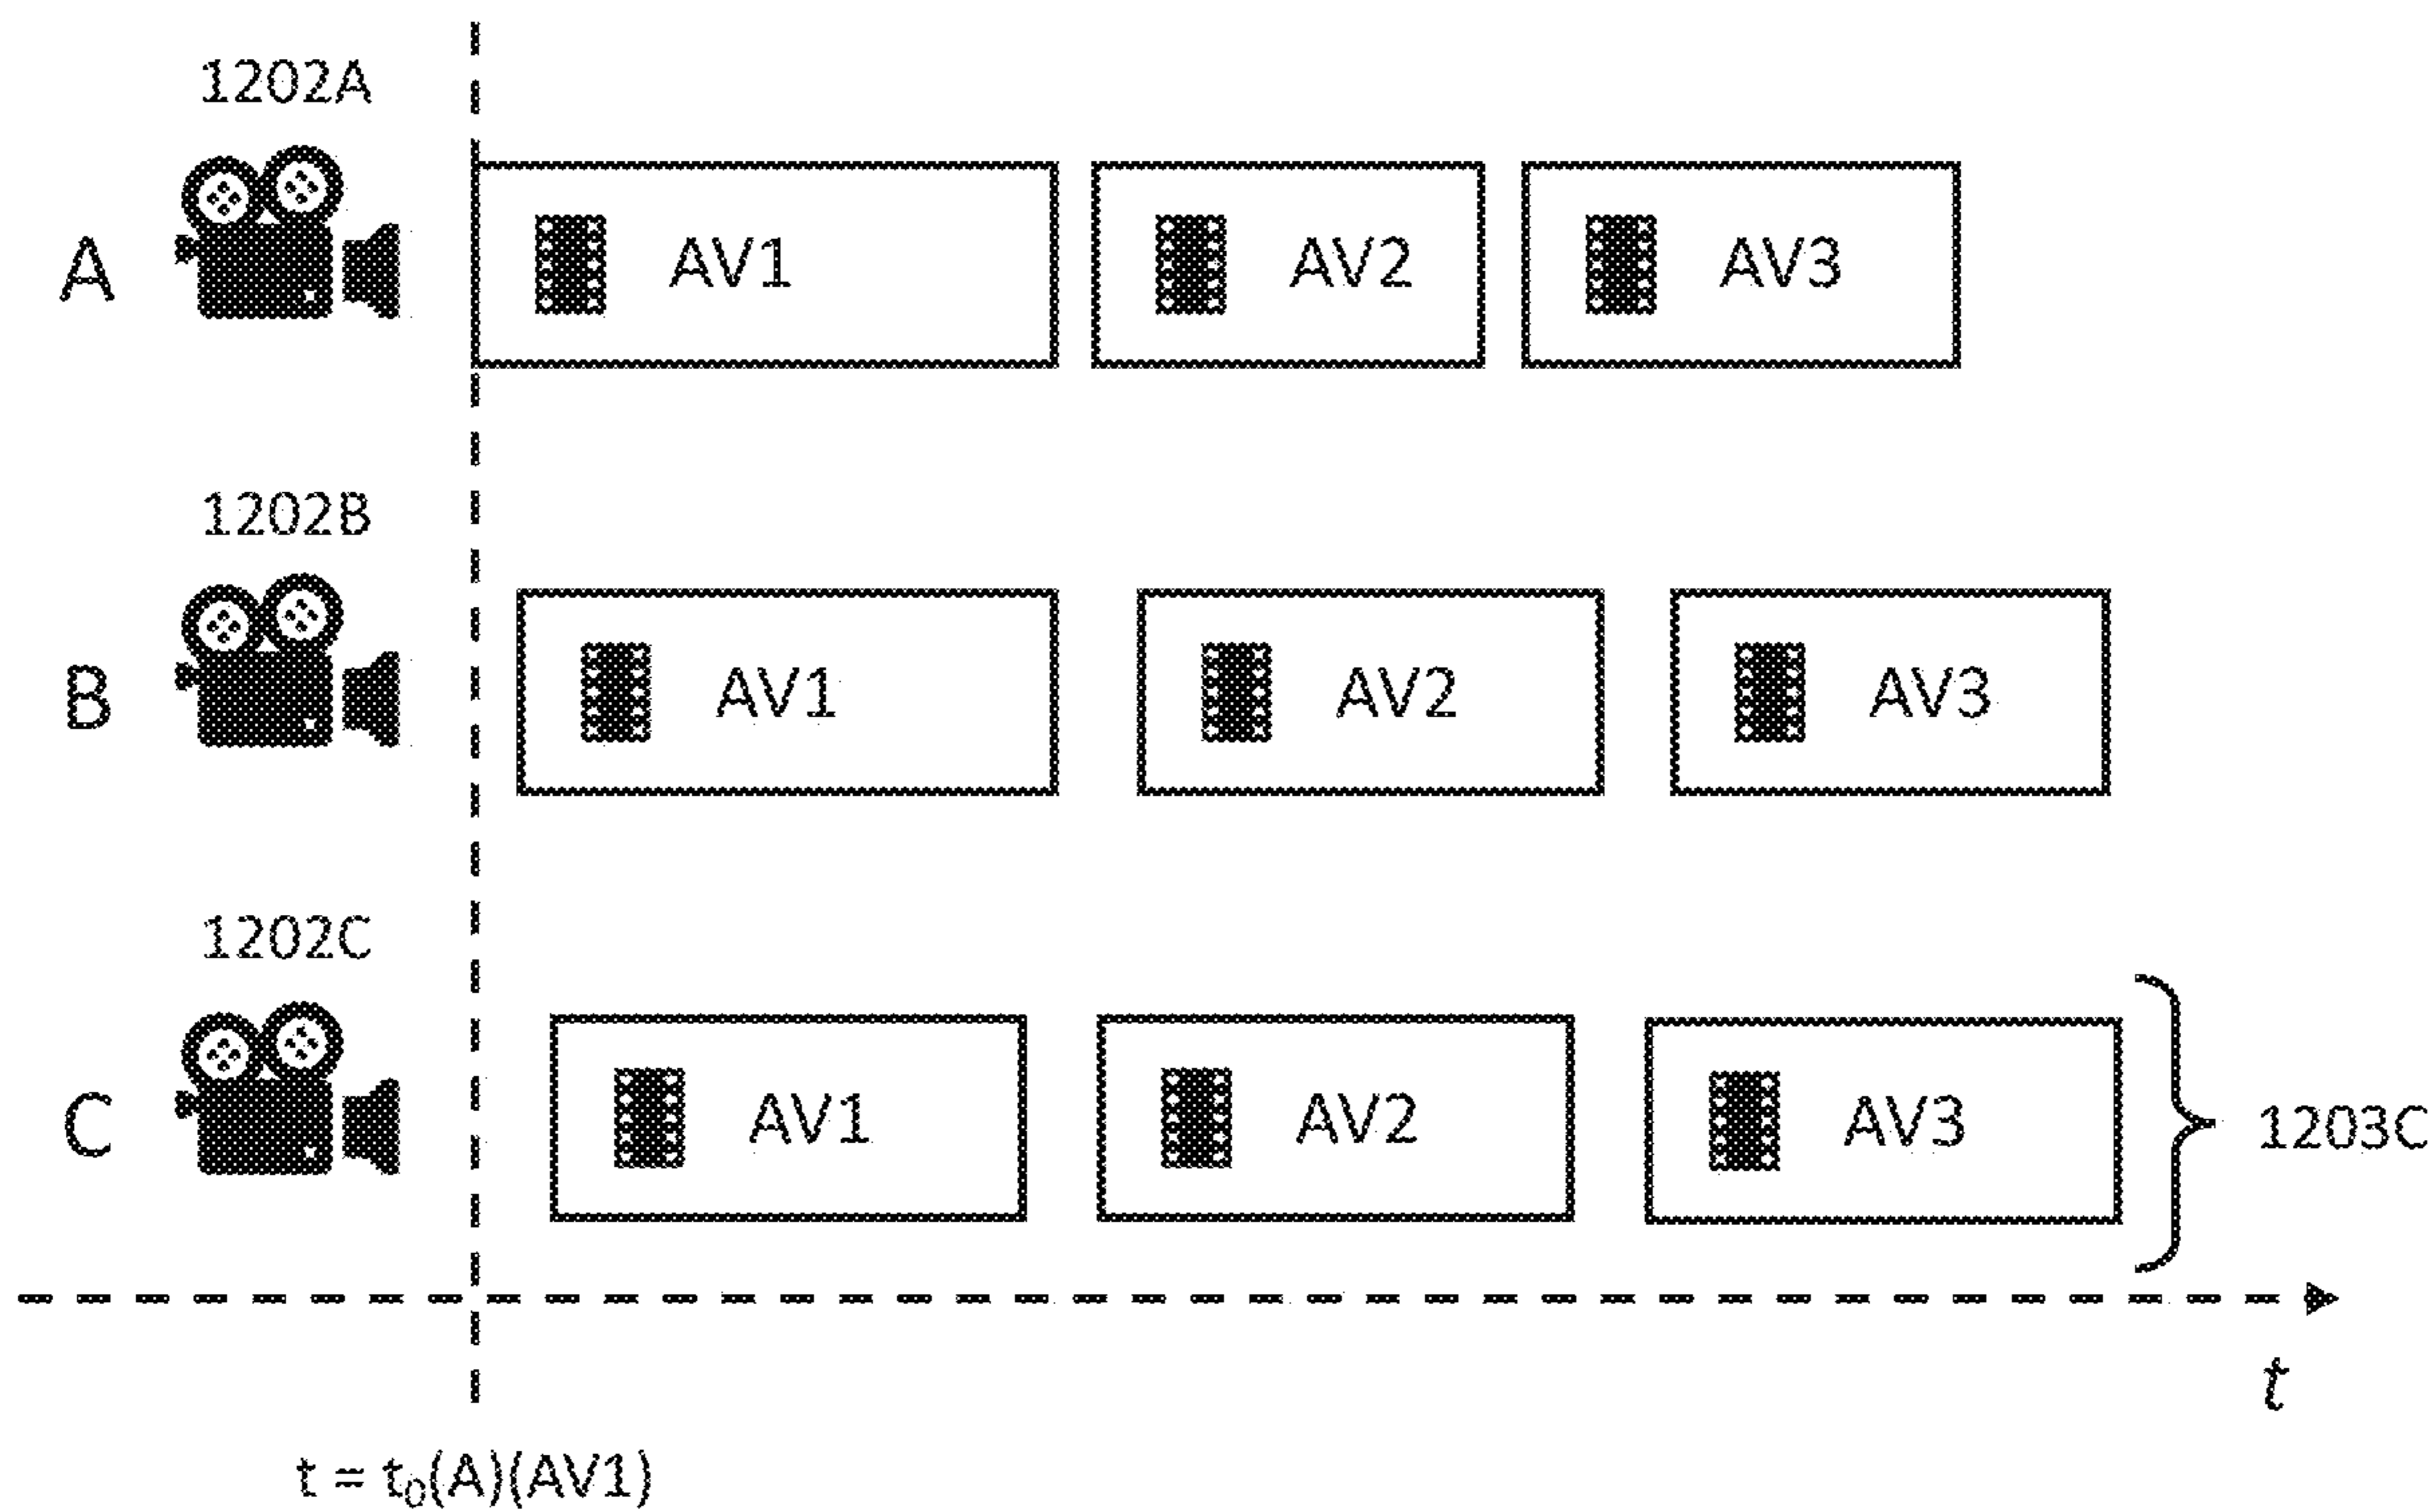 1202A
A
AV1
AV2
AV3
1202B
B
AV1
AV2
AV3
1202C
C
AV1
AV2
AV3
1203C
t
t = t₀(A)(AV1)